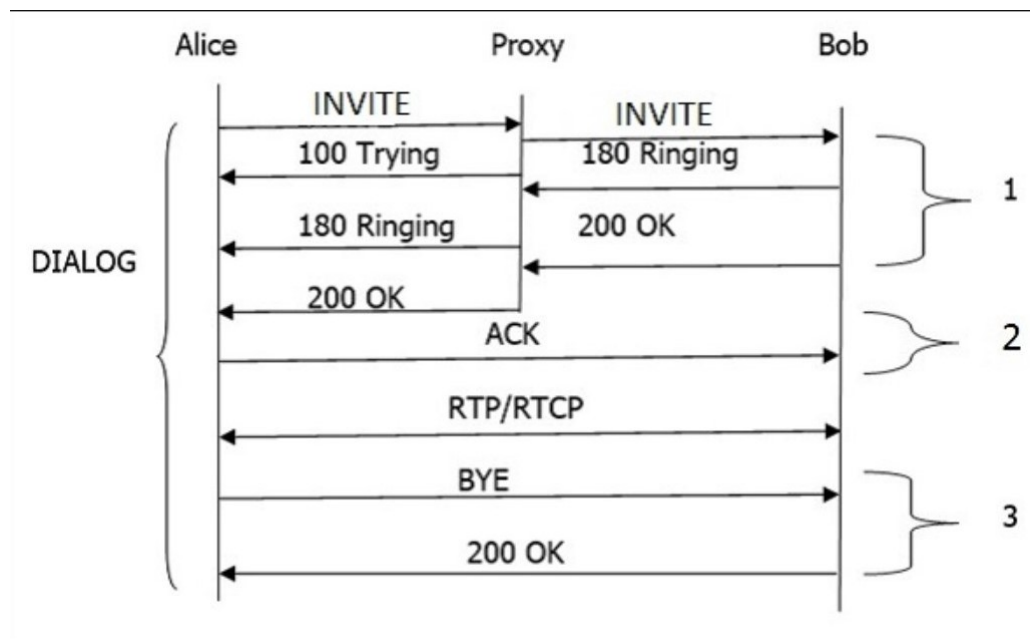 Alice Proxy Bob
INVITE INVITE
100 Trying 180 Ringing
1
180 Ringing 200 OK
DIALOG
200 OK
ACK 2
RTP/RTCP
BYE
3
200 OK